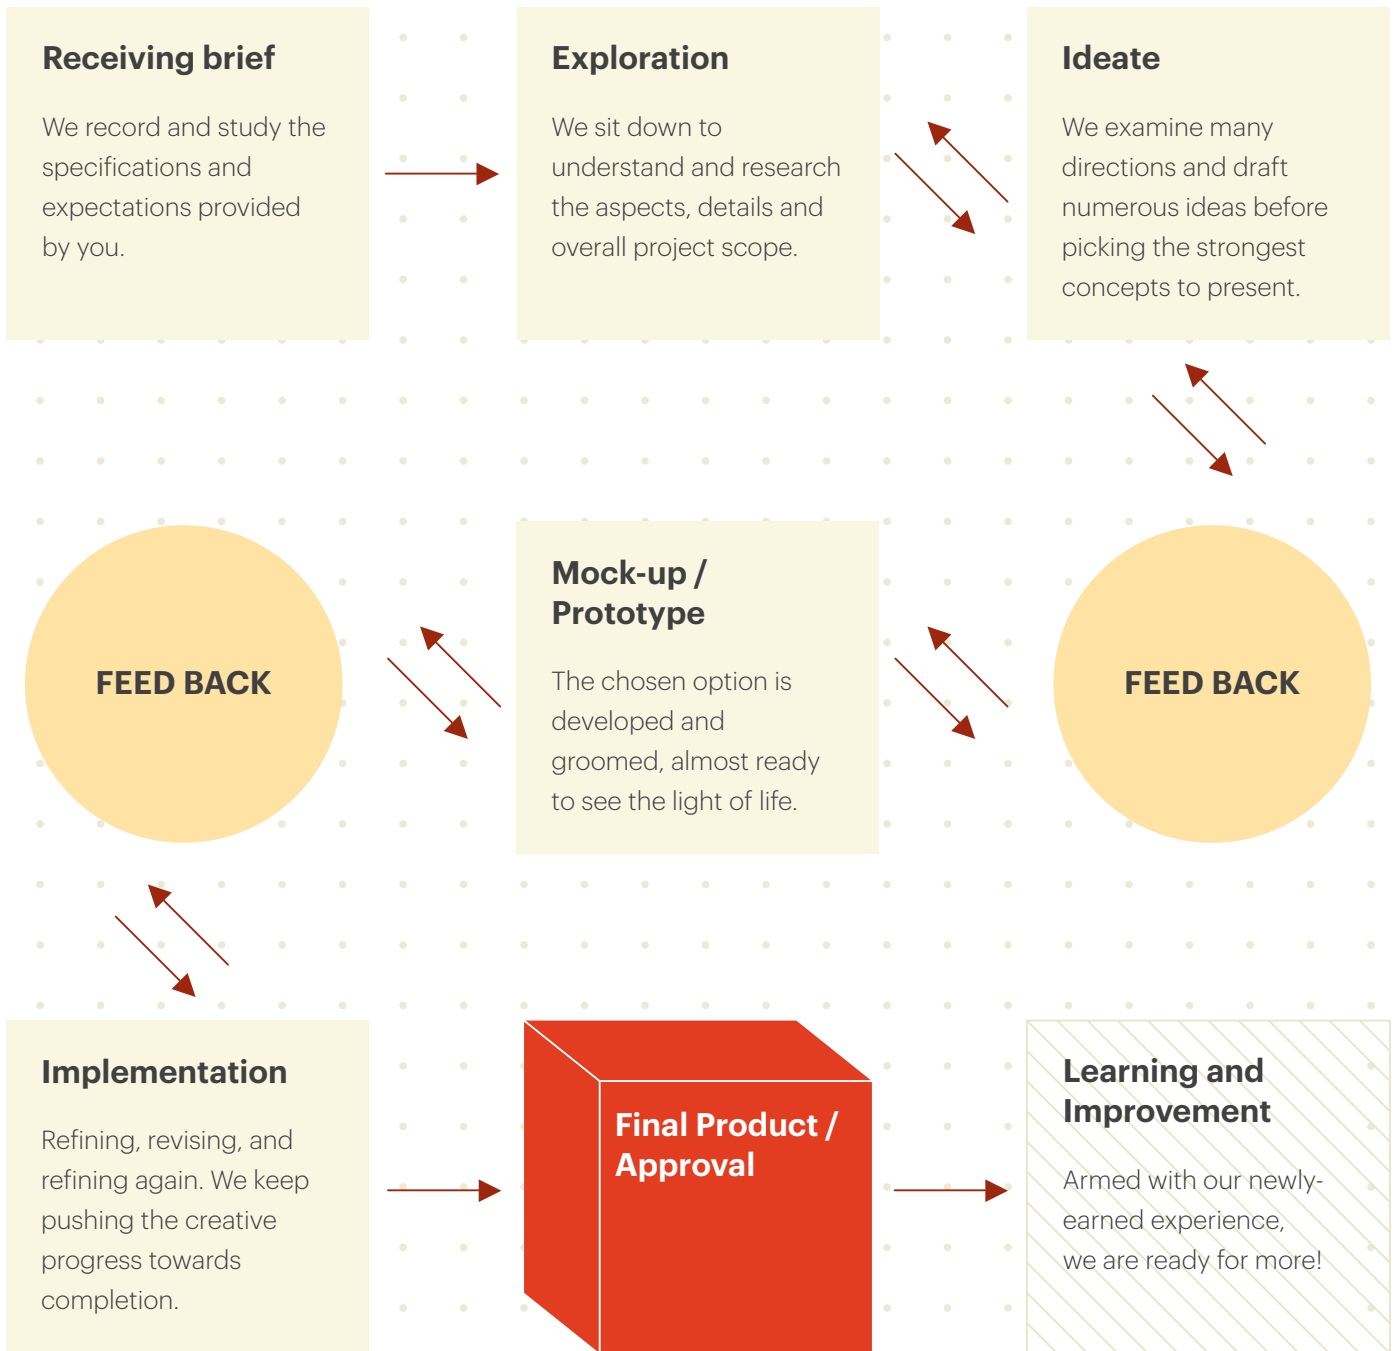 Receiving brief
We record and study the
specifications and
expectations provided
by you.
Exploration
We sit down to
understand and research
the aspects, details and
overall project scope.
Ideate
We examine many
directions and draft
numerous ideas before
picking the strongest
concepts to present.
FEED BACK
Mock-up /
Prototype
The chosen option is
developed and
groomed, almost ready
to see the light of life.
FEED BACK
Implementation
Refining, revising, and
refining again. We keep
pushing the creative
progress towards
completion.
Final Product /
Approval
Learning and
Improvement
Armed with our newly-
earned experience,
we are ready for more!